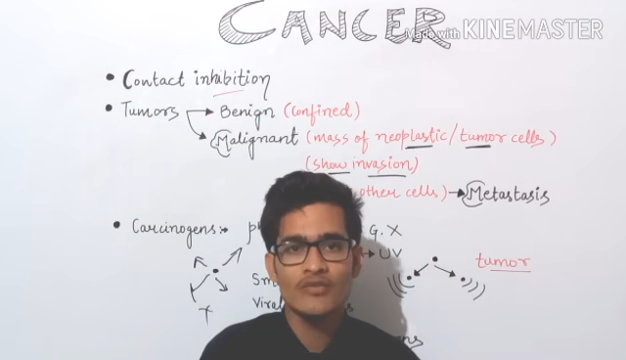 CANCER
Made with KINEMASTER
• Contact inhibition
• Tumors → Benign (Confined)
→ Malignant (mass of neoplastic/tumor cells)
(show invasion)
other cells) → Metastasis
• Carcinogens:- G. X
→ UV
tumor